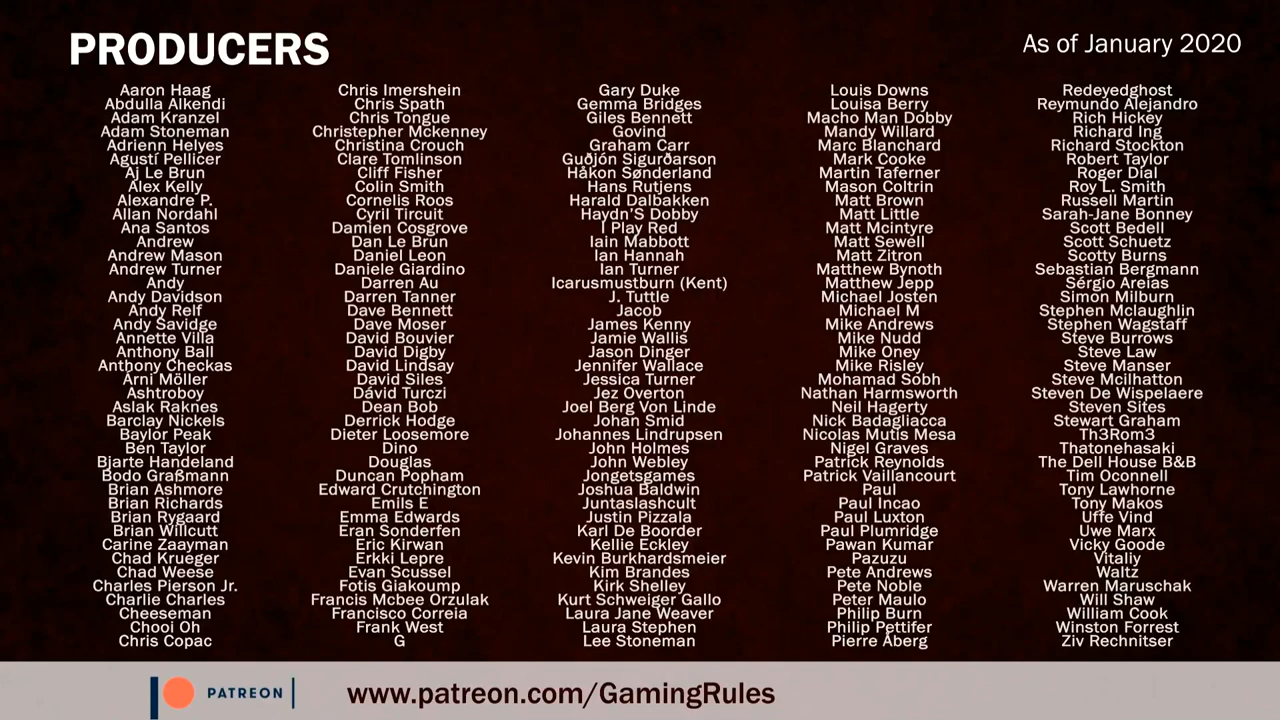 PRODUCERS
As of January 2020
Aaron Haag
Abdulla Alkendi
Adam Kranzel
Adam Stoneman
Adrienn Helyes
Agustí Pellicer
Aj Le Brun
Alex Kelly
Alexandre P.
Allan Nordahl
Ana Santos
Andrew
Andrew Mason
Andrew Turner
Andy
Andy Davidson
Andy Relf
Andy Savidge
Annette Villa
Anthony Ball
Anthony Checkas
Árni Möller
Ashtroboy
Aslak Raknes
Barclay Nickels
Baylor Peak
Ben Taylor
Bjarte Handeland
Bodo Graßmann
Brian Ashmore
Brian Richards
Brian Rygaard
Brian Willcutt
Carine Zaayman
Chad Krueger
Chad Weese
Charles Pierson Jr.
Charlie Charles
Cheeseman
Chooi Oh
Chris Copac
Chris Imershein
Chris Spath
Chris Tongue
Christepher Mckenney
Christina Crouch
Clare Tomlinson
Cliff Fisher
Colin Smith
Cornelis Roos
Cyril Tircuit
Damien Cosgrove
Dan Le Brun
Daniel Leon
Daniele Giardino
Darren Au
Darren Tanner
Dave Bennett
Dave Moser
David Bouvier
David Digby
David Lindsay
David Siles
Dávid Turczi
Dean Bob
Derrick Hodge
Dieter Loosemore
Dino
Douglas
Duncan Popham
Edward Crutchington
Emils E
Emma Edwards
Eran Sonderfen
Eric Kirwan
Erkki Lepre
Evan Scussel
Fotis Giakoump
Francis Mcbee Orzulak
Francisco Correia
Frank West
G
Gary Duke
Gemma Bridges
Giles Bennett
Govind
Graham Carr
Guðjón Sigurðarson
Håkon Sønderland
Hans Rutjens
Harald Dalbakken
Haydn'S Dobby
I Play Red
Iain Mabbott
Ian Hannah
Ian Turner
Icarusmustburn (Kent)
J. Tuttle
Jacob
James Kenny
Jamie Wallis
Jason Dinger
Jennifer Wallace
Jessica Turner
Jez Overton
Joel Berg Von Linde
Johan Smid
Johannes Lindrupsen
John Holmes
John Webley
Jongetsgames
Joshua Baldwin
Juntaslashcult
Justin Pizzala
Karl De Boorder
Kellie Eckley
Kevin Burkhardsmeier
Kim Brandes
Kirk Shelley
Kurt Schweiger Gallo
Laura Jane Weaver
Laura Stephen
Lee Stoneman
Louis Downs
Louisa Berry
Macho Man Dobby
Mandy Willard
Marc Blanchard
Mark Cooke
Martin Taferner
Mason Coltrin
Matt Brown
Matt Little
Matt Mcintyre
Matt Sewell
Matt Zitron
Matthew Bynoth
Matthew Jepp
Michael Josten
Michael M
Mike Andrews
Mike Nudd
Mike Oney
Mike Risley
Mohamad Sobh
Nathan Harmsworth
Neil Hagerty
Nick Badagliacca
Nicolas Mutis Mesa
Nigel Graves
Patrick Reynolds
Patrick Vaillancourt
Paul
Paul Incao
Paul Luxton
Paul Plumridge
Pawan Kumar
Pazuzu
Pete Andrews
Pete Noble
Peter Maulo
Philip Burn
Philip Pettifer
Pierre Åberg
Redeyedghost
Reymundo Alejandro
Rich Hickey
Richard Ing
Richard Stockton
Robert Taylor
Roger Dial
Roy L. Smith
Russell Martin
Sarah-Jane Bonney
Scott Bedell
Scott Schuetz
Scotty Burns
Sebastian Bergmann
Sérgio Arelas
Simon Milburn
Stephen Mclaughlin
Stephen Wagstaff
Steve Burrows
Steve Law
Steve Manser
Steve Mcilhatton
Steven De Wispelaere
Steven Sites
Stewart Graham
Th3Rom3
Thatonehasaki
The Dell House B&B
Tim Oconnell
Tony Lawhorne
Tony Makos
Uffe Vind
Uwe Marx
Vicky Goode
Vitaliy
Waltz
Warren Maruschak
Will Shaw
William Cook
Winston Forrest
Ziv Rechnitser
PATREON
www.patreon.com/GamingRules